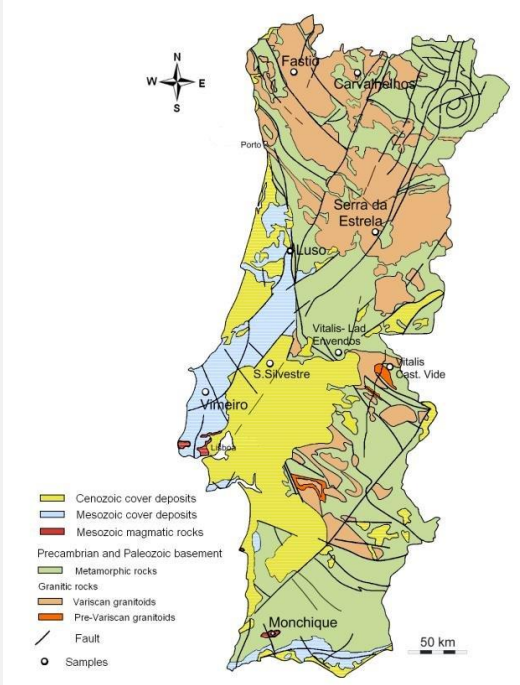 N
W
E
S
Fastio
Carvalhelhos
Porto
Serra da
Estrela
Luso
Vitalis- Lad
Envendos
Vitalis
Cast. Vide
S.Silvestre
Vimeiro
Lisboa
Cenozoic cover deposits
Mesozoic cover deposits
Mesozoic magmatic rocks
Precambrian and Paleozoic basement
Metamorphic rocks
Granitic rocks
Variscan granitoids
Pre-Variscan granitoids
Fault
Samples
Monchique
50 km